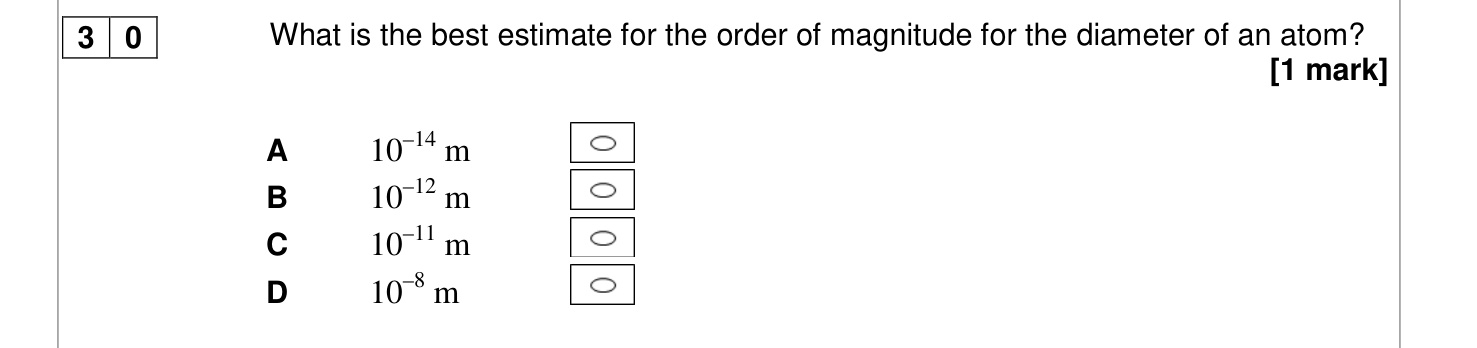 3 0 What is the best estimate for the order of magnitude for the diameter of an atom?
[1 mark]
A 10⁻¹⁴ m
B 10⁻¹² m
C 10⁻¹¹ m
D 10⁻⁸ m